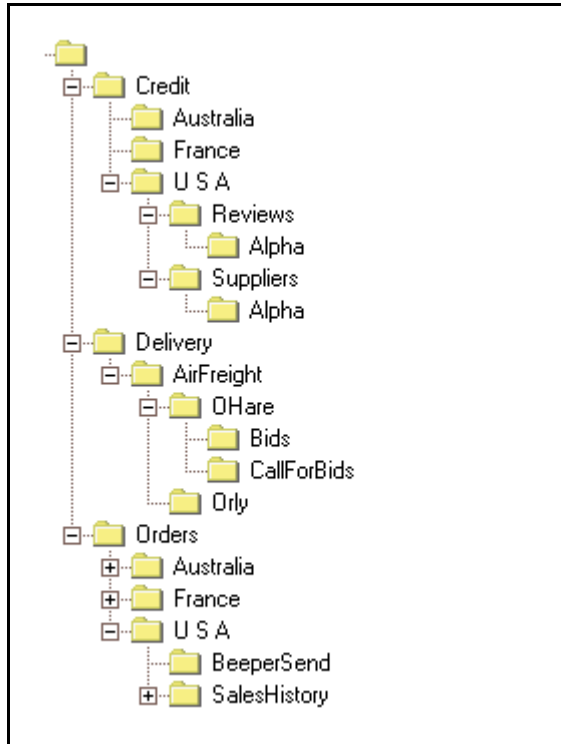 Credit
Australia
France
U S A
Reviews
Alpha
Suppliers
Alpha
Delivery
AirFreight
OHare
Bids
CallForBids
Orly
Orders
Australia
France
U S A
BeeperSend
SalesHistory